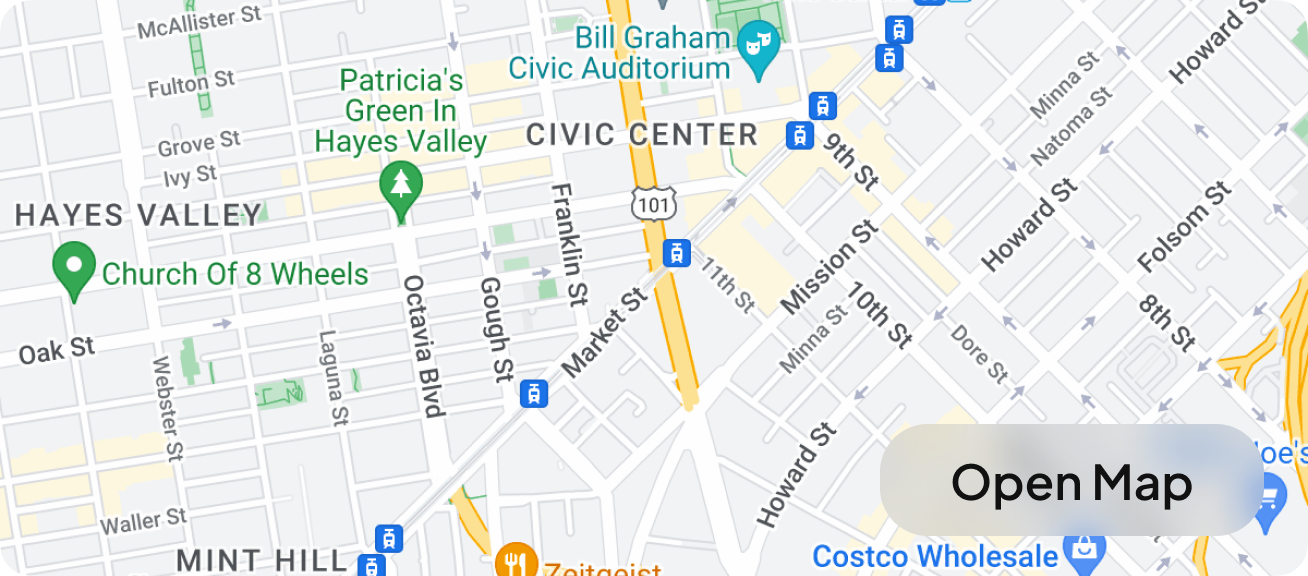 McAllister St
Fulton St
Grove St
Ivy St
Patricia's
Green In
Hayes Valley
Bill Graham
Civic Auditorium
CIVIC CENTER
101
HAYES VALLEY
Church Of 8 Wheels
Oak St
Webster St
Laguna St
Octavia Blvd
Gough St
Franklin St
Market St
11th St
9th St
Mission St
Minna St
10th St
Howard St
Dore St
Minna St
Natoma St
Howard St
Folsom St
8th St
Howard St
Waller St
MINT HILL
Zeitgeist
Costco Wholesale
oe's
Open Map